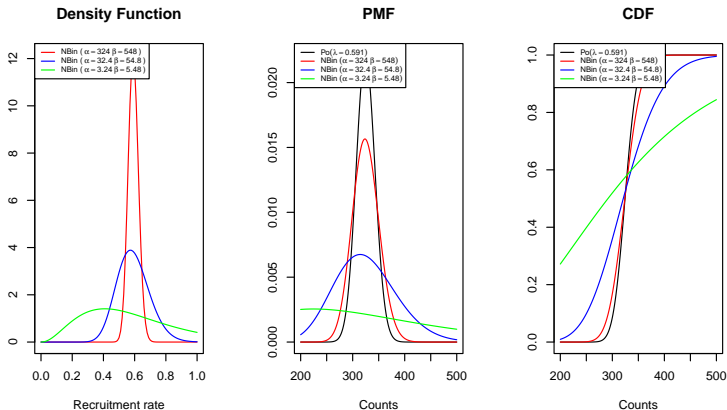 Density Function
NBin ( α = 324 β = 548 )
NBin ( α = 32.4 β = 54.8 )
NBin ( α = 3.24 β = 5.48 )
0
2
4
6
8
10
12
0.0
0.2
0.4
0.6
0.8
1.0
Recruitment rate
PMF
Po(λ = 0.591)
NBin ( α = 324 β = 548)
NBin ( α = 32.4 β = 54.8 )
NBin ( α = 3.24 β = 5.48 )
0.000
0.005
0.010
0.015
0.020
200
300
400
500
Counts
CDF
Po(λ = 0.591)
NBin ( α = 324 β = 548)
NBin ( α = 32.4 β = 54.8 )
NBin ( α = 3.24 β = 5.48 )
0.0
0.2
0.4
0.6
0.8
1.0
200
300
400
500
Counts